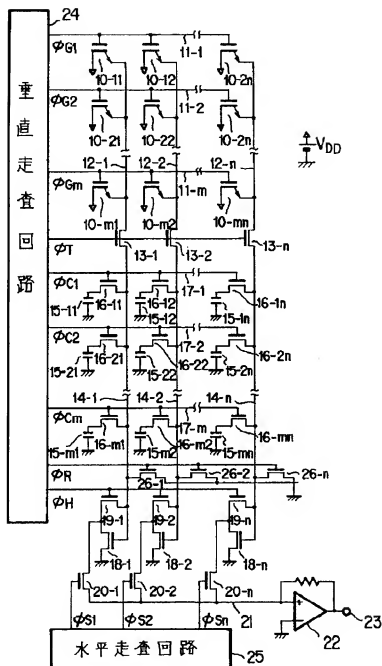 24
φG1
10-11 10-12 11-1 10-2n
φG2
10-21 10-22 11-2 10-2n
12-1 12-2 12-n
VDD
φGm
10-m1 10-m2 11-m 10-mn
φT
13-1 13-2 13-n
φC1
15-11 16-11 15-12 16-12 17-1 15-1n 16-1n
φC2
15-21 16-21 15-22 16-22 17-2 15-2n 16-2n
14-1 14-2 14-n
φCm
15-m1 16-m1 15-m2 16-m2 17-m 15-mn 16-mn
φR
26-1 26-2 26-n
φH
19-1 19-2 19-n
18-1 18-2 18-n
20-1 20-2 20-n
φS1 φS2 φSn 21 22 23
垂直走査回路
水平走査回路
25